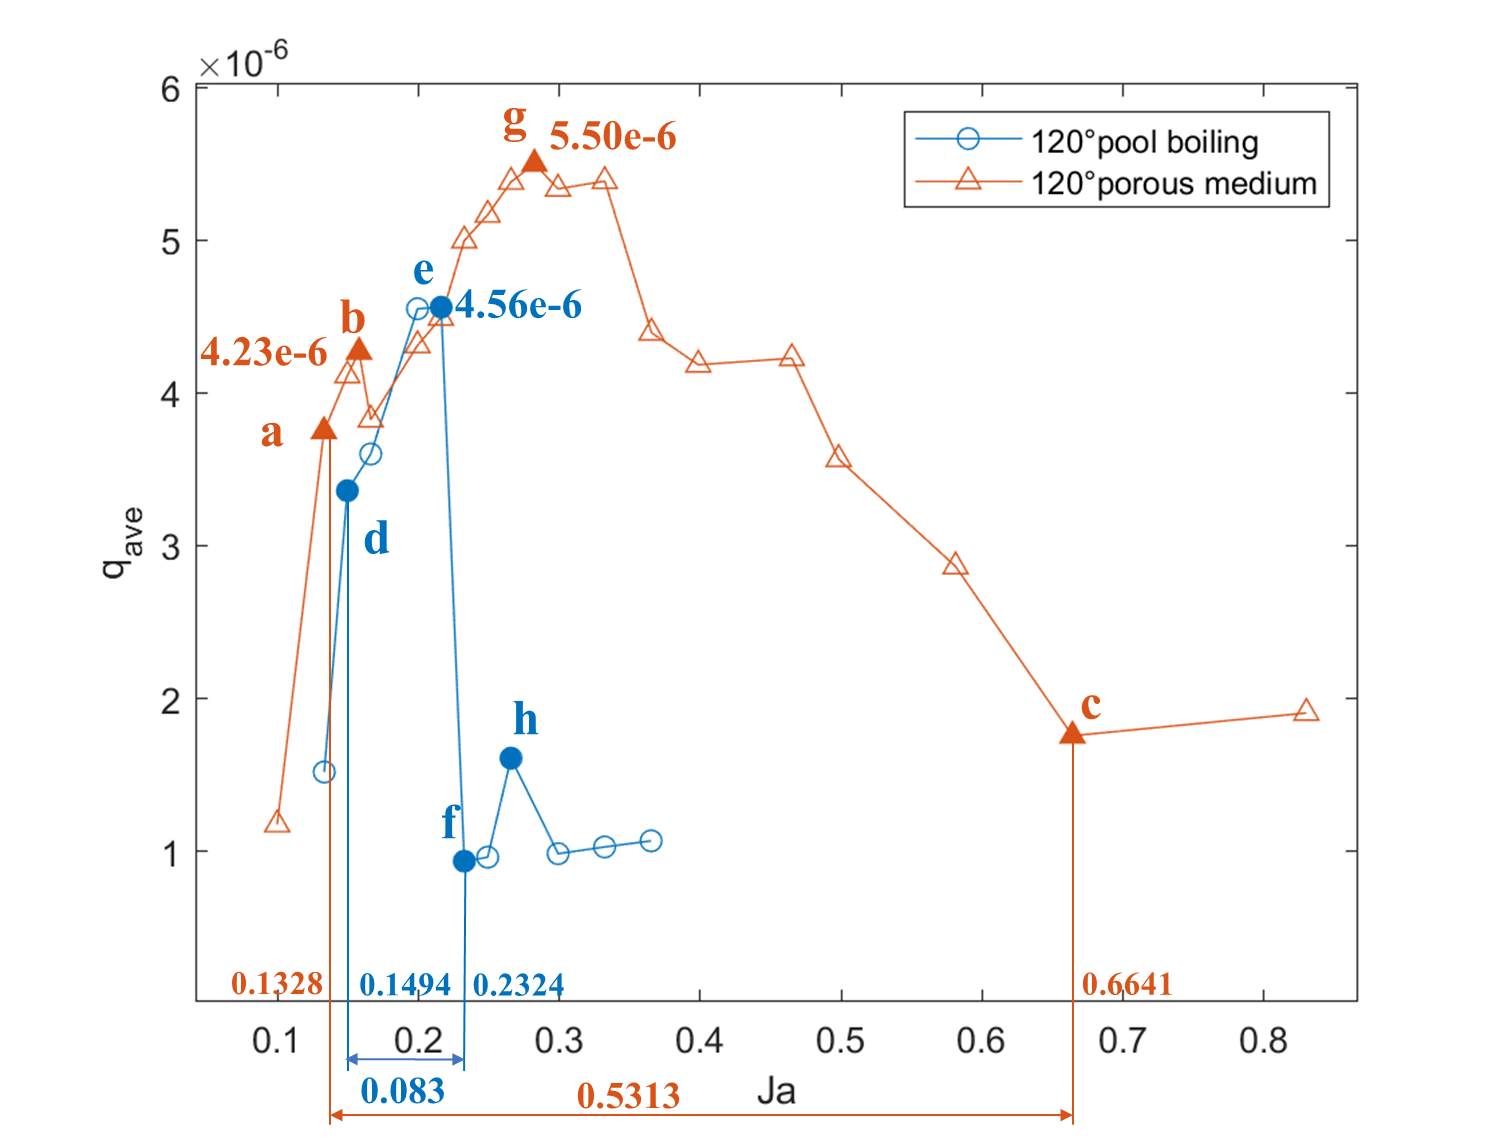 ×10-6
6
5
4
3
2
1
qave
g
5.50e-6
120°pool boiling
120°porous medium
e
4.56e-6
b
4.23e-6
a
d
h
c
f
0.1328
0.1494
0.2324
0.6641
0.1
0.2
0.3
0.4
0.5
0.6
0.7
0.8
0.083
0.5313
Ja